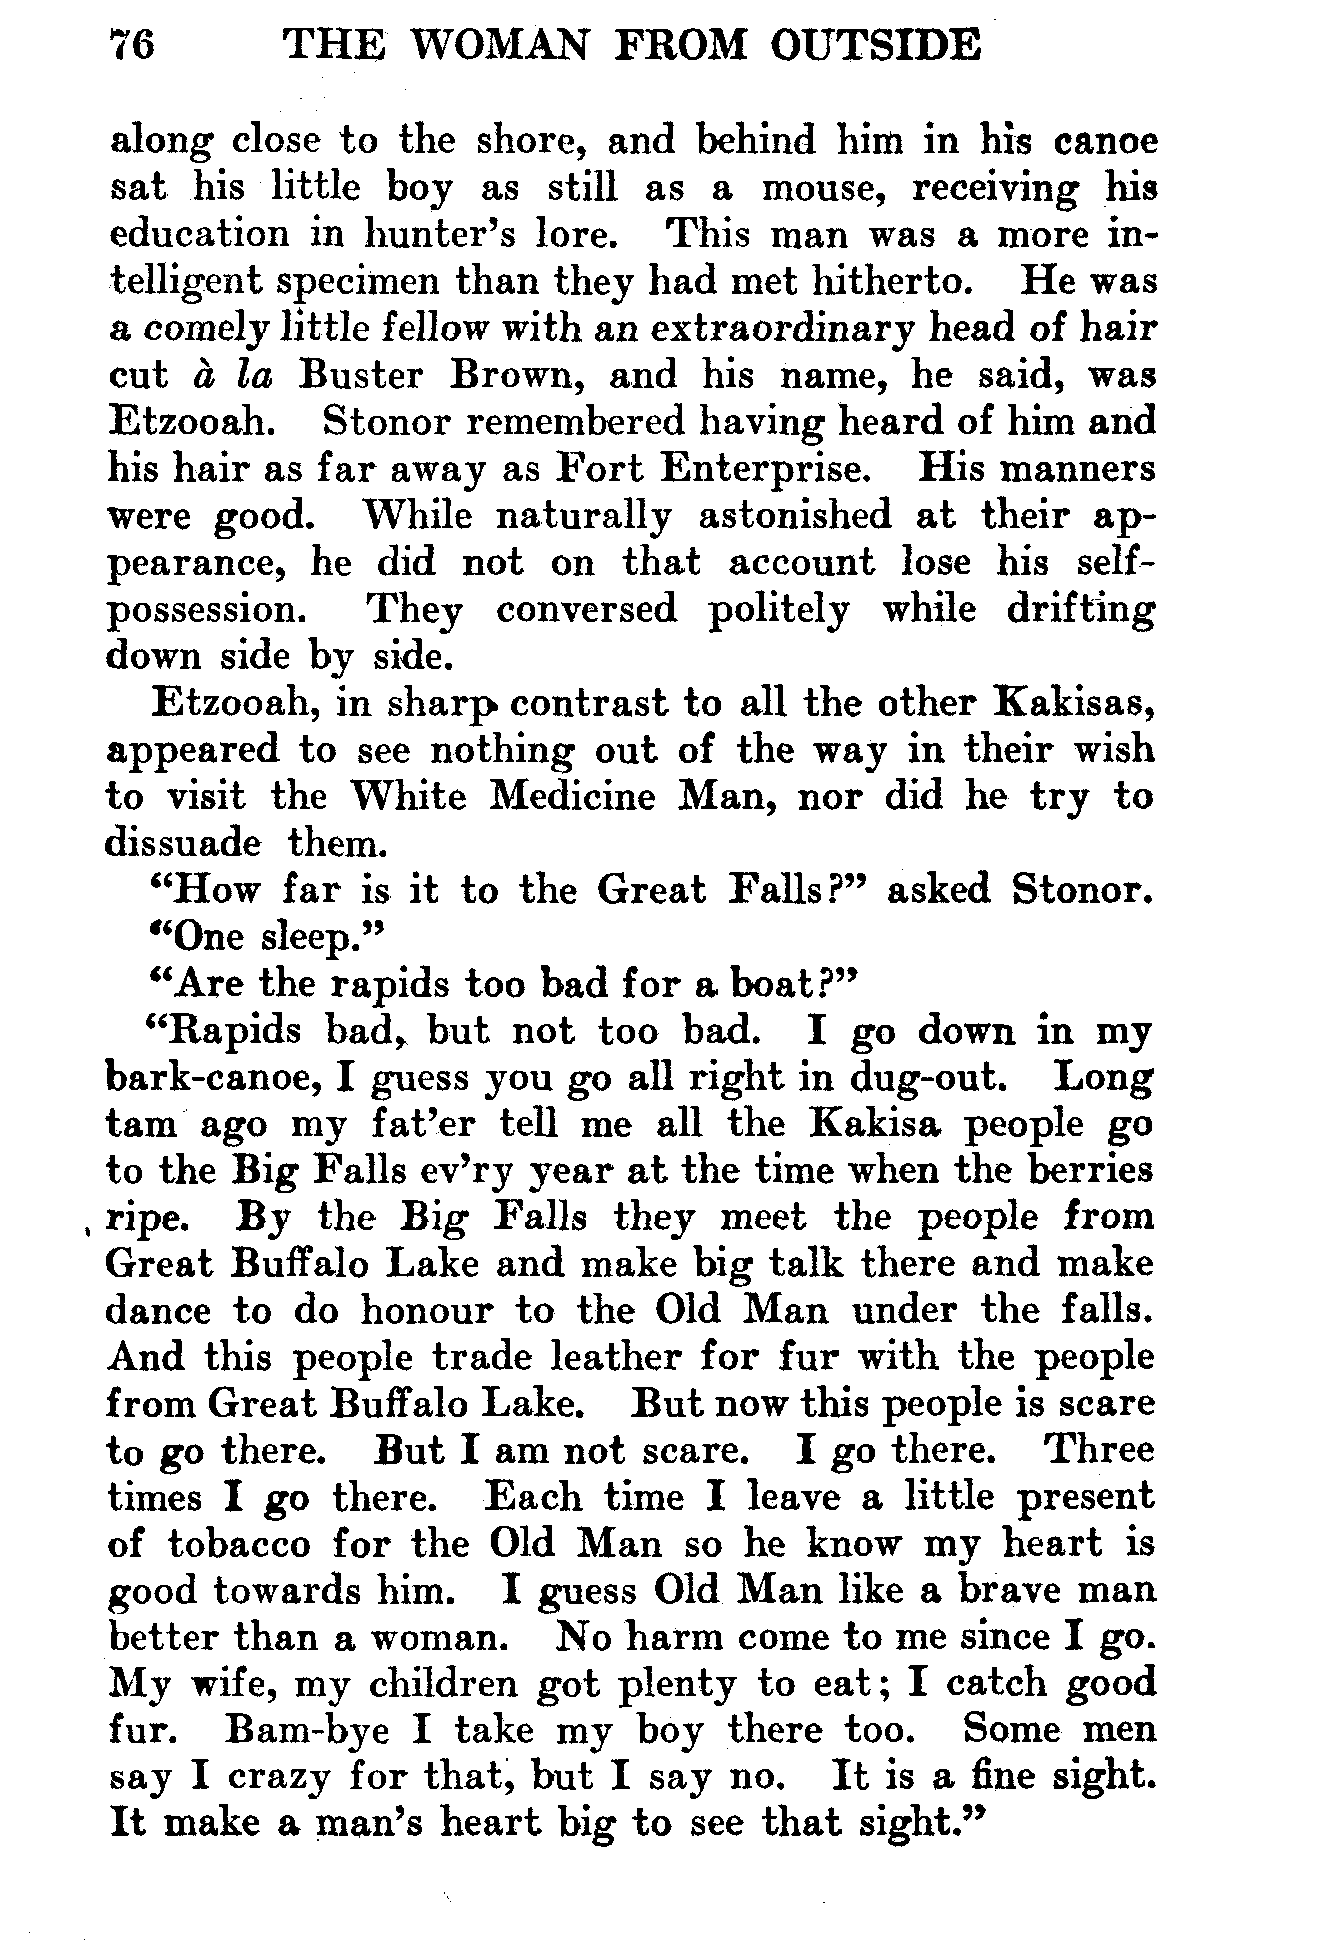 76 THE WOMAN FROM OUTSIDE
along close to the shore, and behind him in his canoe
sat his little boy as still as a mouse, receiving his
education in hunter's lore. This man was a more in-
telligent specimen than they had met hitherto. He was
a comely little fellow with an extraordinary head of hair
cut à la Buster Brown, and his name, he said, was
Etzooah. Stonor remembered having heard of him and
his hair as far away as Fort Enterprise. His manners
were good. While naturally astonished at their ap-
pearance, he did not on that account lose his self-
possession. They conversed politely while drifting
down side by side.
Etzooah, in sharp contrast to all the other Kakisas,
appeared to see nothing out of the way in their wish
to visit the White Medicine Man, nor did he try to
dissuade them.
“How far is it to the Great Falls?” asked Stonor.
“One sleep.”
“Are the rapids too bad for a boat?”
“Rapids bad, but not too bad. I go down in my
bark-canoe, I guess you go all right in dug-out. Long
tam ago my fat'er tell me all the Kakisa people go
to the Big Falls ev'ry year at the time when the berries
ripe. By the Big Falls they meet the people from
Great Buffalo Lake and make big talk there and make
dance to do honour to the Old Man under the falls.
And this people trade leather for fur with the people
from Great Buffalo Lake. But now this people is scare
to go there. But I am not scare. I go there. Three
times I go there. Each time I leave a little present
of tobacco for the Old Man so he know my heart is
good towards him. I guess Old Man like a brave man
better than a woman. No harm come to me since I go.
My wife, my children got plenty to eat; I catch good
fur. Bam-bye I take my boy there too. Some men
say I crazy for that, but I say no. It is a fine sight.
It make a man's heart big to see that sight.”